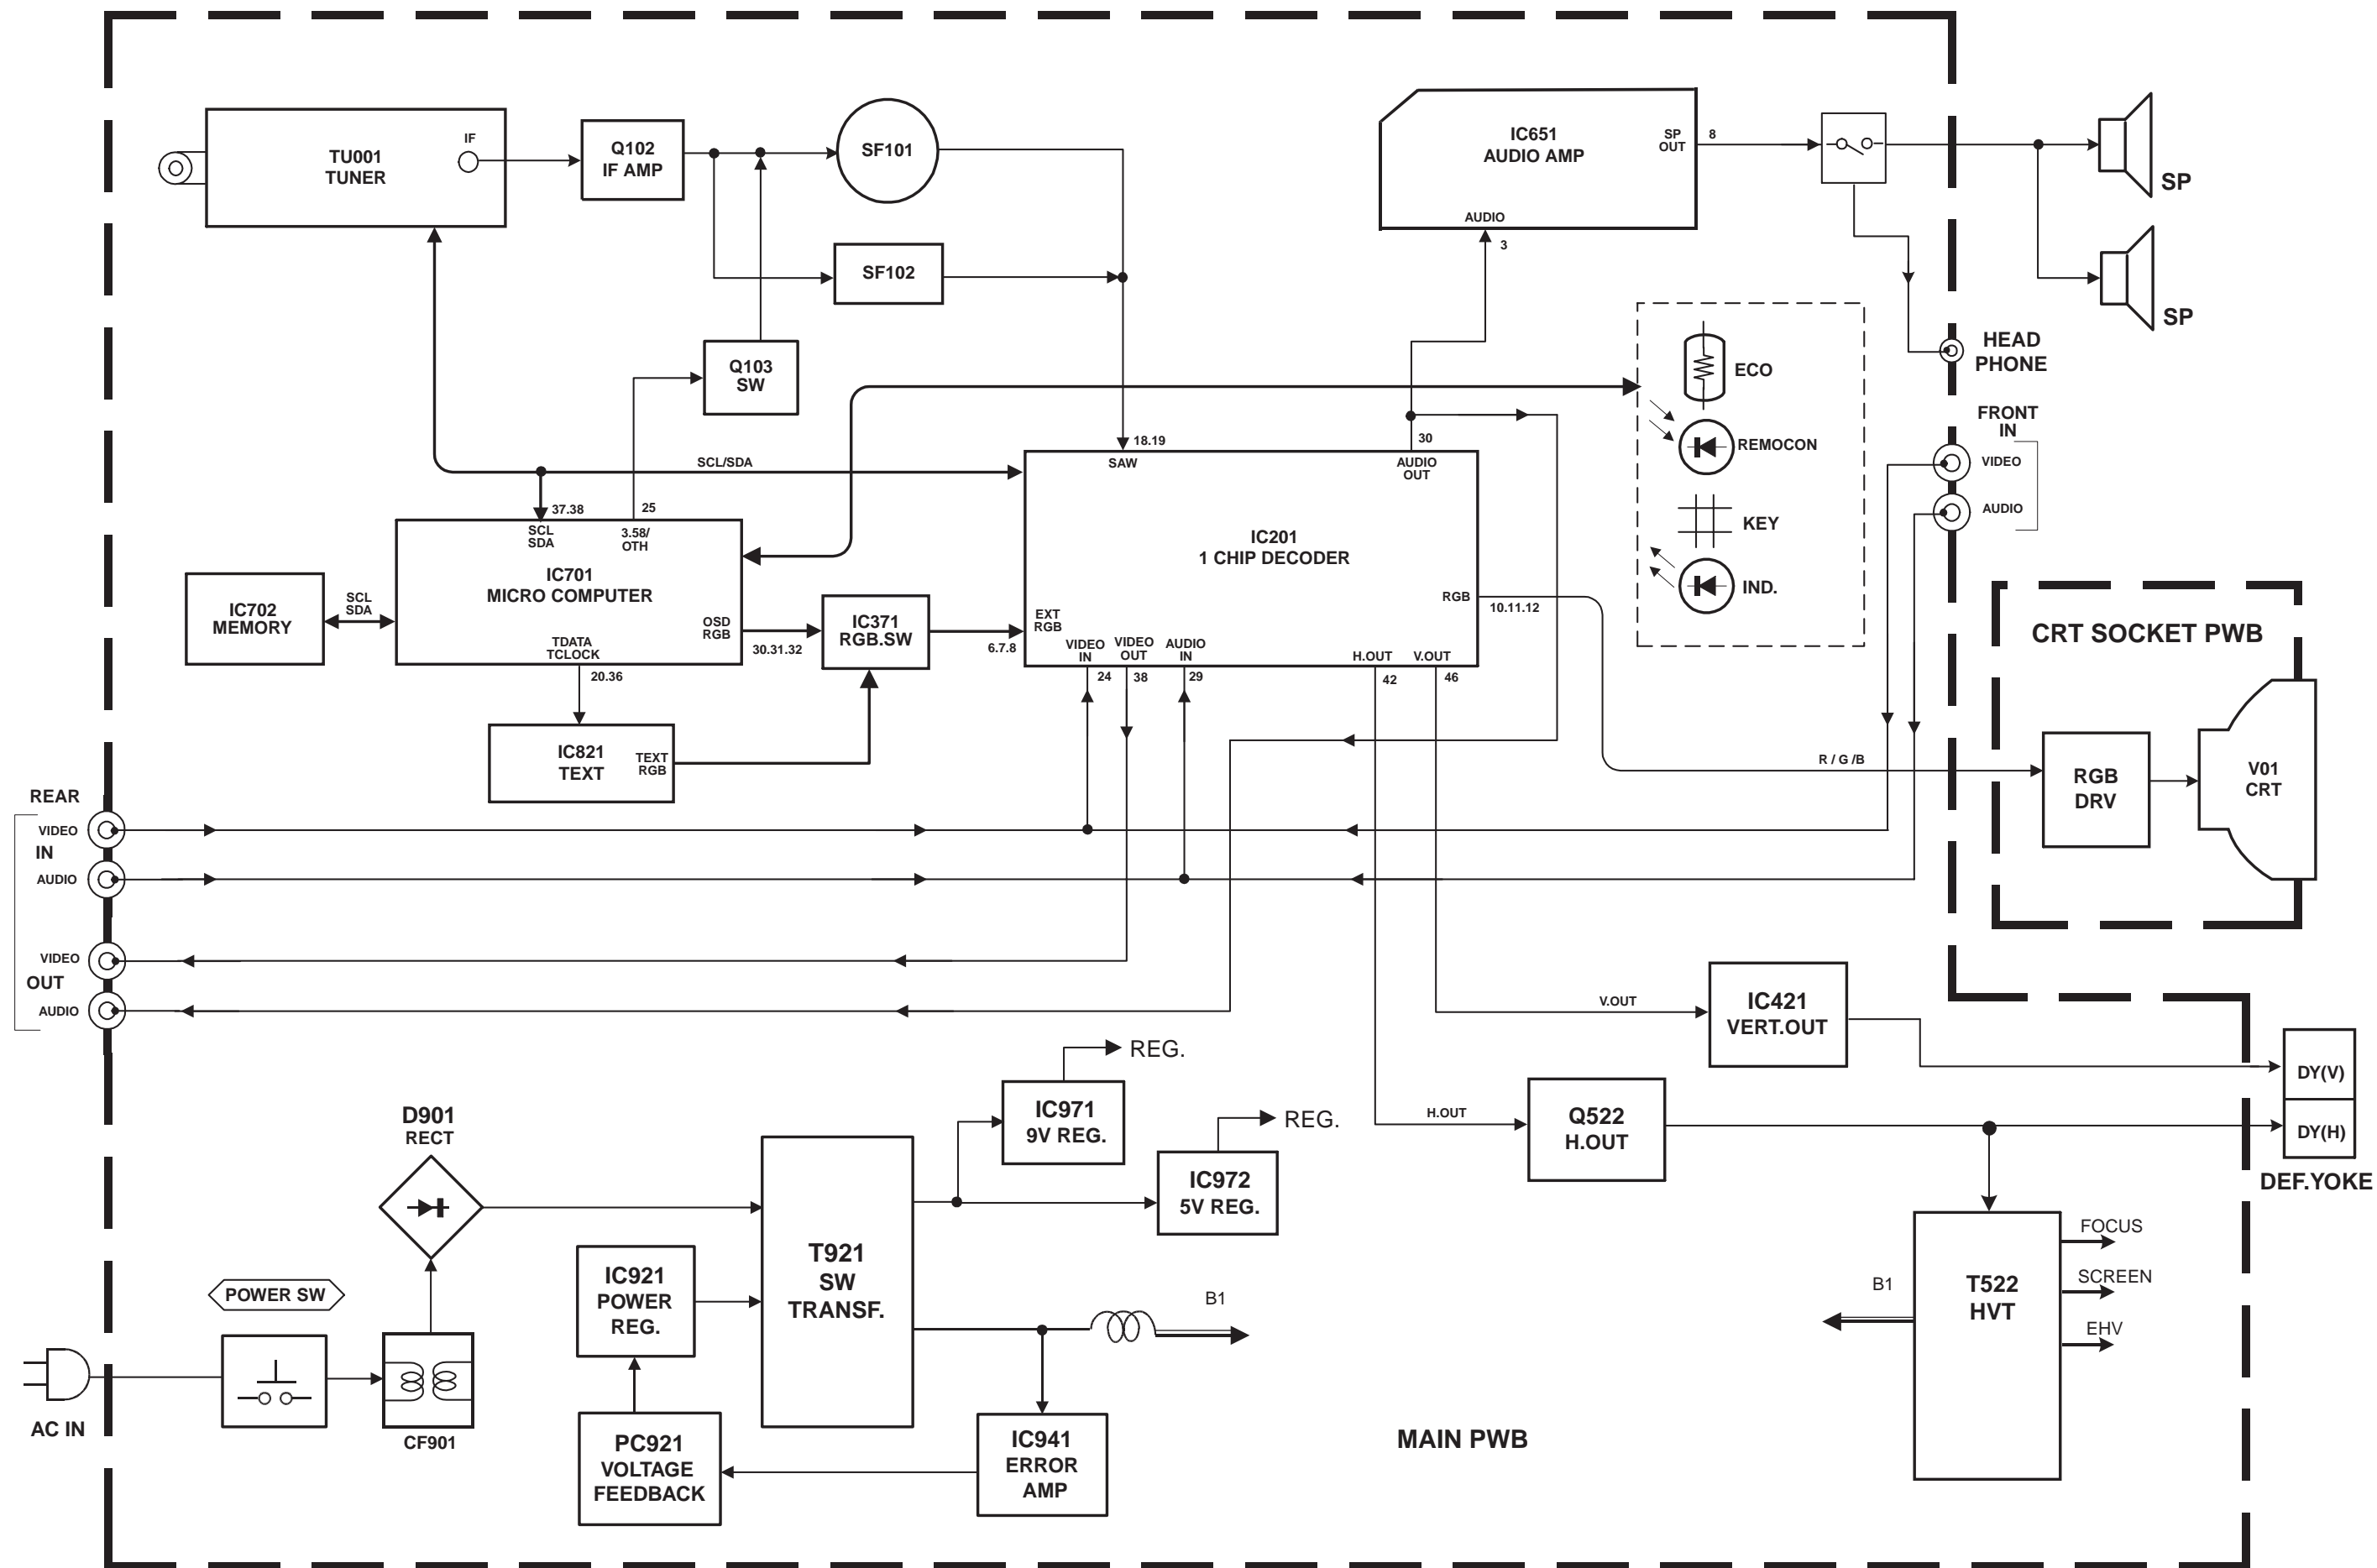 TU001
TUNER
IF
Q102
IF AMP
SF101
SF102
Q103
SW
IC651
AUDIO AMP
SP
OUT
8
AUDIO
3
SP
SP
HEAD
PHONE
FRONT
IN
VIDEO
AUDIO
ECO
REMOCON
KEY
IND.
SCL/SDA
18.19
SAW
30
AUDIO
OUT
IC201
1 CHIP DECODER
RGB
10.11.12
EXT
RGB
6.7.8
VIDEO
IN
24
VIDEO
OUT
38
AUDIO
IN
29
H.OUT
42
V.OUT
46
37.38
SCL
SDA
25
3.58/
OTH
IC701
MICRO COMPUTER
OSD
RGB
30.31.32
TDATA
TCLOCK
20.36
IC702
MEMORY
SCL
SDA
IC371
RGB.SW
IC821
TEXT
TEXT
RGB
CRT SOCKET PWB
R / G /B
RGB
DRV
V01
CRT
REAR
VIDEO
IN
AUDIO
VIDEO
OUT
AUDIO
V.OUT
IC421
VERT.OUT
H.OUT
Q522
H.OUT
DY(V)
DY(H)
DEF.YOKE
REG.
IC971
9V REG.
REG.
IC972
5V REG.
D901
RECT
T921
SW
TRANSF.
IC921
POWER
REG.
POWER SW
AC IN
CF901
PC921
VOLTAGE
FEEDBACK
IC941
ERROR
AMP
B1
MAIN PWB
B1
T522
HVT
FOCUS
SCREEN
EHV